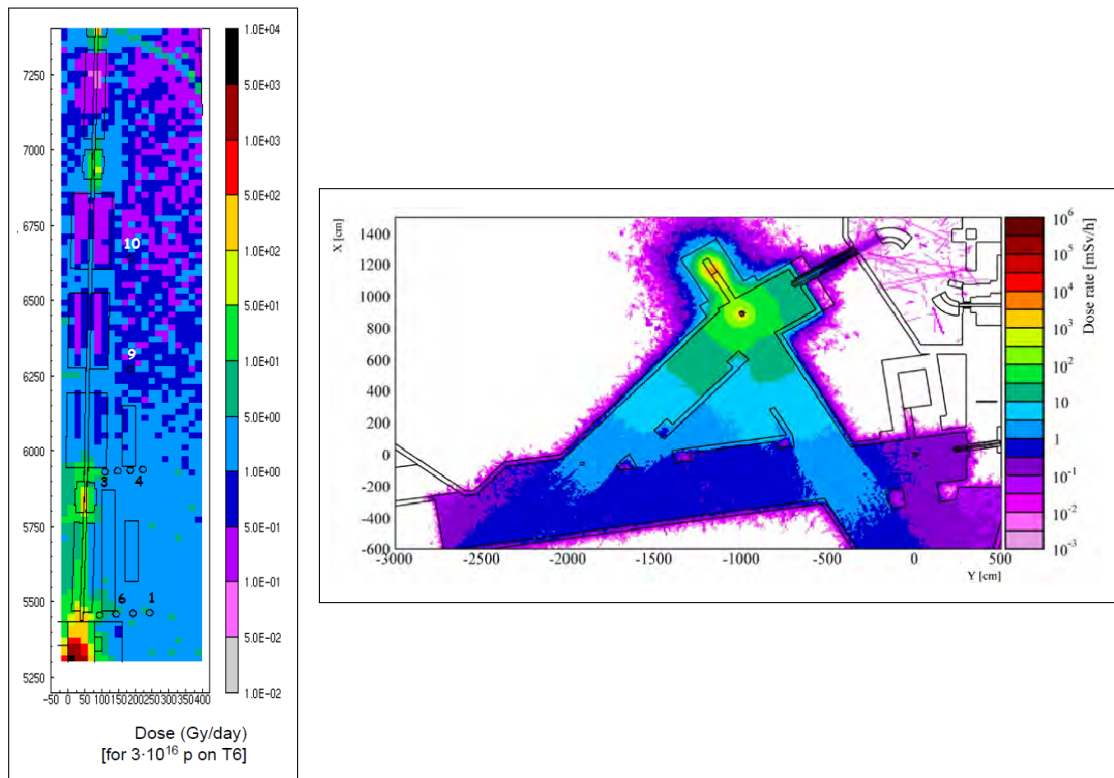 7250
7000
6750
6500
6250
6000
5750
5500
5250
-50 0 50 100 150 200 250 300 350 400
10
9
3 4
6 1
1.0E+04
5.0E+03
1.0E+03
5.0E+02
1.0E+02
5.0E+01
1.0E+01
5.0E+00
1.0E+00
5.0E-01
1.0E-01
5.0E-02
1.0E-02
Dose (Gy/day)
[for 3·10¹⁶ p on T6]
X [cm]
1400
1200
1000
800
600
400
200
0
-200
-400
-600
-3000 -2500 -2000 -1500 -1000 -500 0 500
Y [cm]
10⁶
10⁵
10⁴
10³
10²
10
1
10⁻¹
10⁻²
10⁻³
Dose rate [mSv/h]